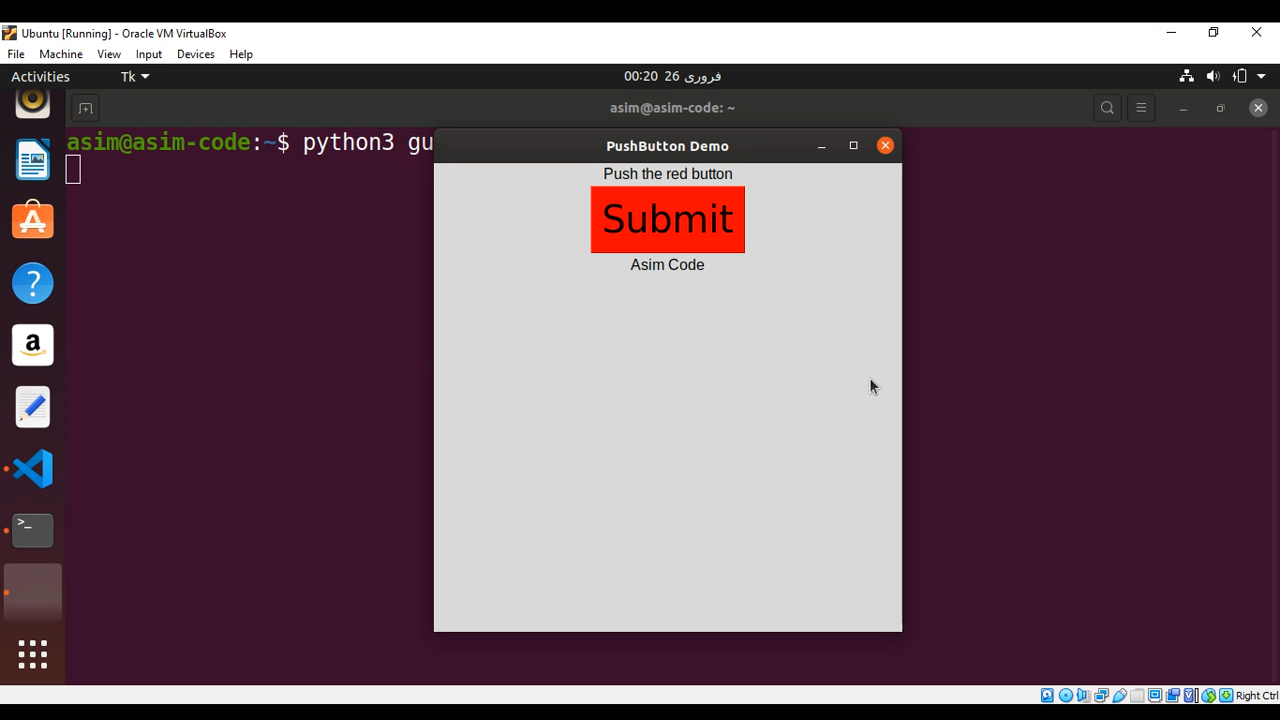 Ubuntu [Running] - Oracle VM VirtualBox
File Machine View Input Devices Help
Activities Tk 00:20 26 فروری
asim@asim-code: ~
asim@asim-code:~$ python3 gu
PushButton Demo
Push the red button
Submit
Asim Code
Right Ctrl